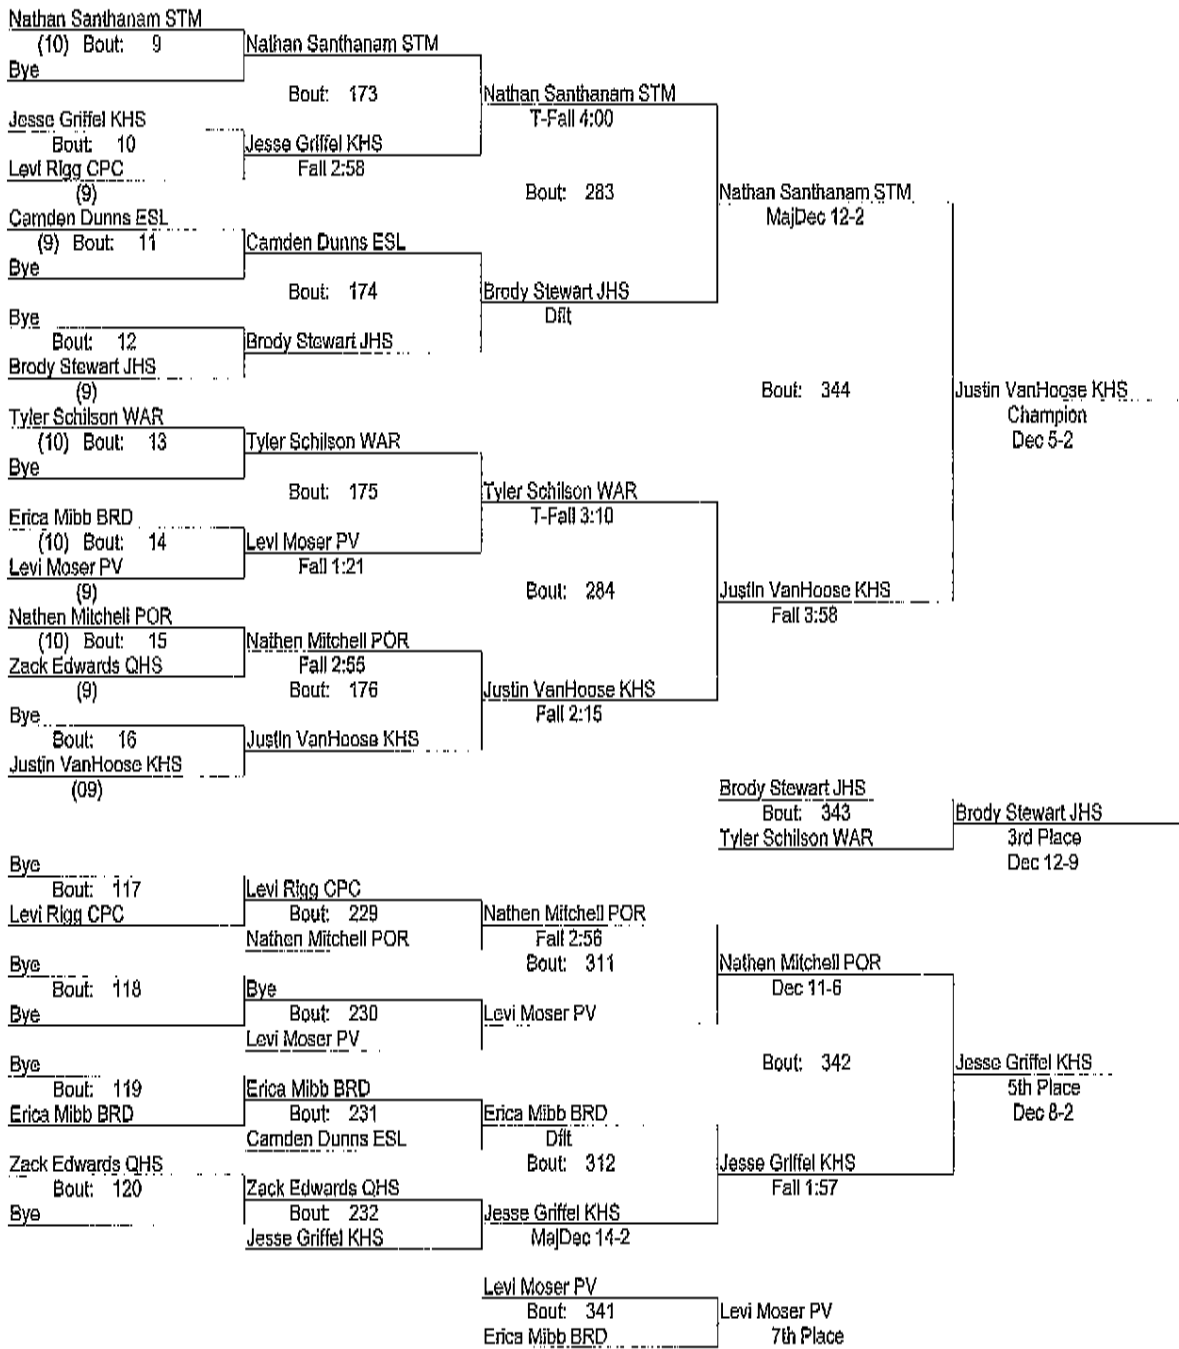 Nathan Santhanam STM
(10) Bout: 9
Nathan Santhanam STM
Bye
Bout: 173
Nathan Santhanam STM
T-Fall 4:00
Jesse Griffel KHS
Bout: 10
Jesse Griffel KHS
Fall 2:58
Levi Rigg CPC
(9)
Bout: 283
Nathan Santhanam STM
MajDec 12-2
Camden Dunns ESL
(9) Bout: 11
Camden Dunns ESL
Bye
Bout: 174
Brody Stewart JHS
Dflt
Bye
Bout: 12
Brody Stewart JHS
Brody Stewart JHS
(9)
Bout: 344
Justin VanHoose KHS
Champion
Dec 5-2
Tyler Schilson WAR
(10) Bout: 13
Tyler Schilson WAR
Bye
Bout: 175
Tyler Schilson WAR
T-Fall 3:10
Erica Mibb BRD
(10) Bout: 14
Levi Moser PV
Fall 1:21
Levi Moser PV
(9)
Bout: 284
Justin VanHoose KHS
Fall 3:58
Nathen Mitchell POR
(10) Bout: 15
Nathen Mitchell POR
Fall 2:55
Zack Edwards QHS
(9)
Bout: 176
Justin VanHoose KHS
Fall 2:15
Bye
Bout: 16
Justin VanHoose KHS
Justin VanHoose KHS
(09)
Brody Stewart JHS
Bout: 343
Brody Stewart JHS
Tyler Schilson WAR
3rd Place
Dec 12-9
Bye
Bout: 117
Levi Rigg CPC
Levi Rigg CPC
Bout: 229
Nathen Mitchell POR
Nathen Mitchell POR
Fall 2:56
Bye
Bout: 118
Bye
Bye
Bout: 230
Levi Moser PV
Levi Moser PV
Bout: 311
Nathen Mitchell POR
Dec 11-6
Bye
Bout: 119
Erica Mibb BRD
Erica Mibb BRD
Bout: 231
Camden Dunns ESL
Erica Mibb BRD
Dflt
Bout: 342
Jesse Griffel KHS
5th Place
Dec 8-2
Zack Edwards QHS
Bout: 120
Bye
Zack Edwards QHS
Bout: 232
Jesse Griffel KHS
Jesse Griffel KHS
MajDec 14-2
Bout: 312
Jesse Griffel KHS
Fall 1:57
Levi Moser PV
Bout: 341
Erica Mibb BRD
Levi Moser PV
7th Place